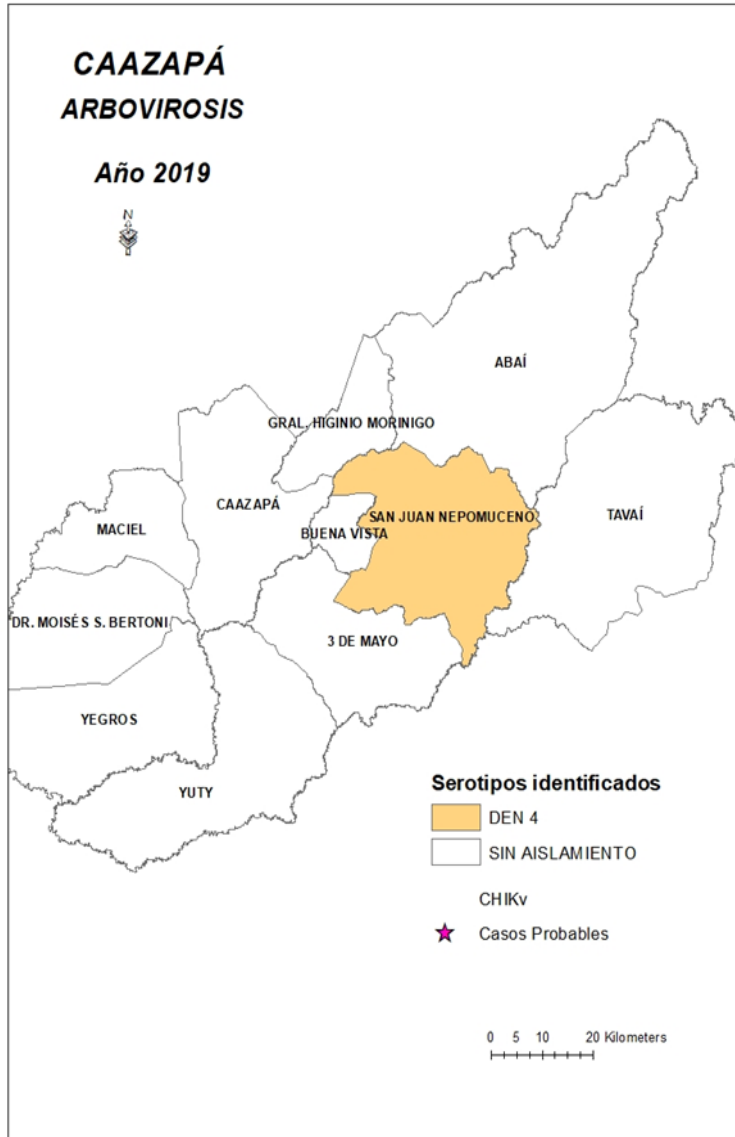 CAAZAPÁ
ARBOVIROSIS
Año 2019
N
ABAÍ
GRAL. HIGINIO MORINIGO
CAAZAPÁ
SAN JUAN NEPOMUCENO
TAVAÍ
MACIEL
BUENA VISTA
DR. MOISÉS S. BERTONI
3 DE MAYO
YEGROS
YUTY
Serotipos identificados
DEN 4
SIN AISLAMIENTO
CHIKv
Casos Probables
0 5 10 20 Kilometers